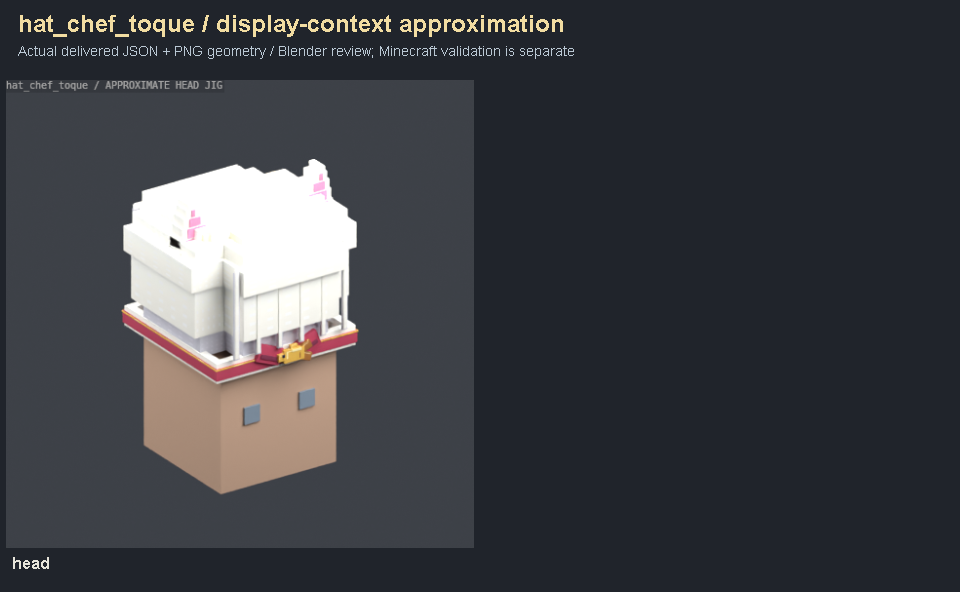 hat_chef_toque / display-context approximation
Actual delivered JSON + PNG geometry / Blender review; Minecraft validation is separate
hat_chef_toque / APPROXIMATE HEAD JIG
head